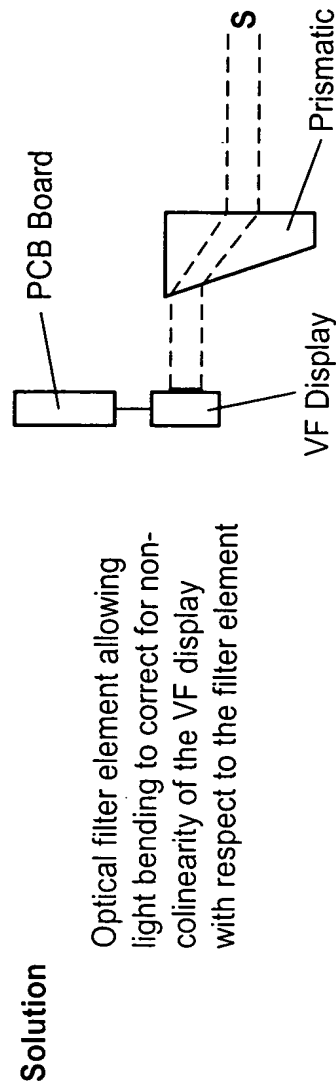 Solution
Optical filter element allowing
light bending to correct for non-
colinearity of the VF display
with respect to the filter element
PCB Board
S
VF Display
Prismatic